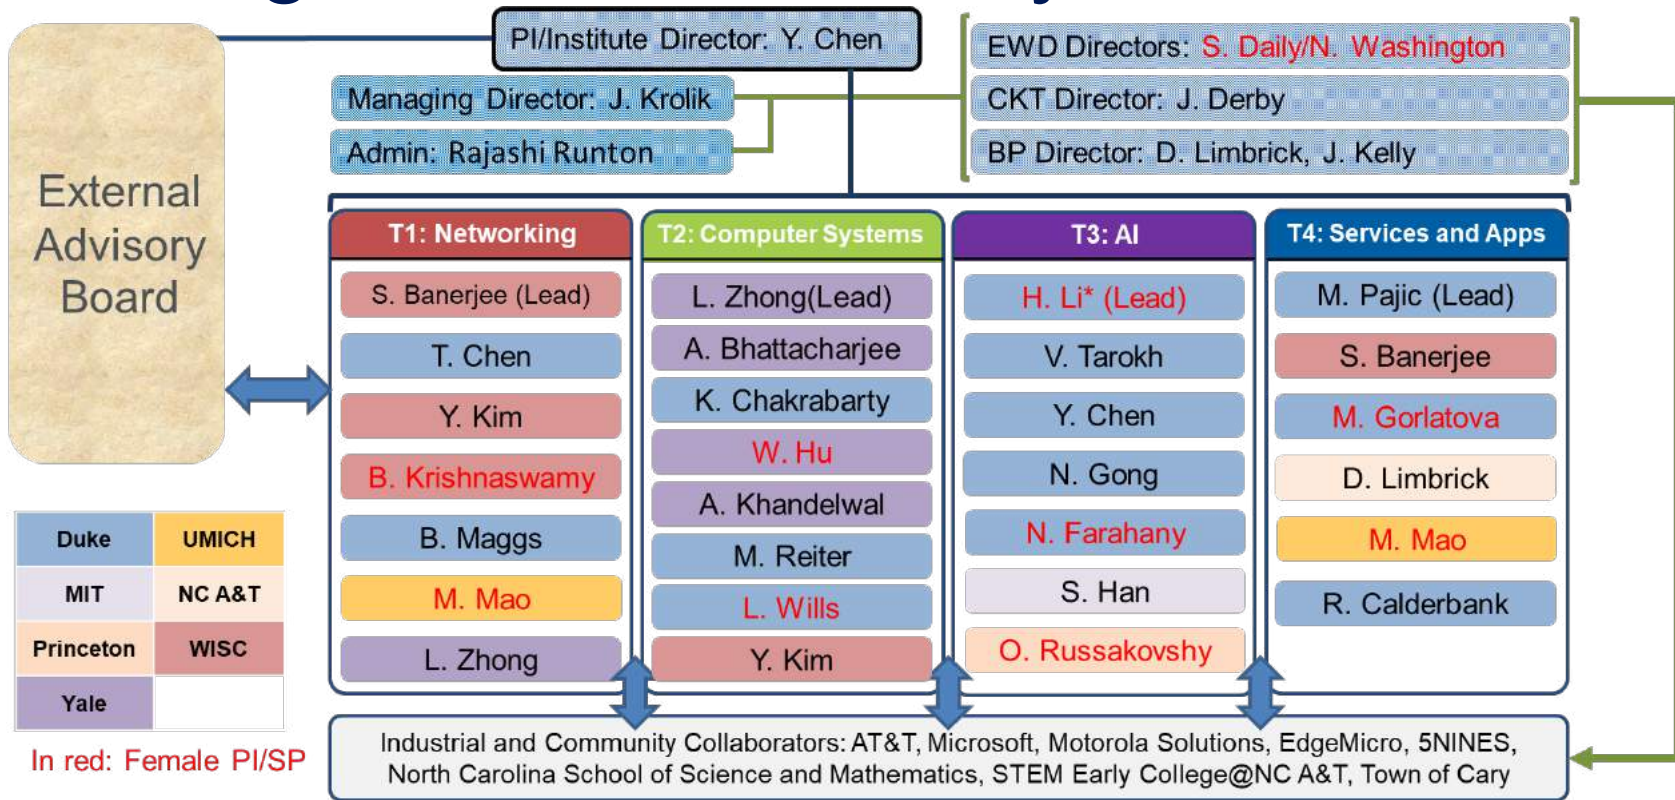 PI/Institute Director: Y. Chen
EWD Directors: S. Daily/N. Washington
Managing Director: J. Krolik
CKT Director: J. Derby
Admin: Rajashi Runton
BP Director: D. Limbrick, J. Kelly
External
Advisory
Board
T1: Networking
S. Banerjee (Lead)
T. Chen
Y. Kim
B. Krishnaswamy
B. Maggs
M. Mao
L. Zhong
T2: Computer Systems
L. Zhong(Lead)
A. Bhattacharjee
K. Chakrabarty
W. Hu
A. Khandelwal
M. Reiter
L. Wills
Y. Kim
T3: AI
H. Li* (Lead)
V. Tarokh
Y. Chen
N. Gong
N. Farahany
S. Han
O. Russakovshy
T4: Services and Apps
M. Pajic (Lead)
S. Banerjee
M. Gorlatova
D. Limbrick
M. Mao
R. Calderbank
Duke UMICH
MIT NC A&T
Princeton WISC
Yale
In red: Female PI/SP
Industrial and Community Collaborators: AT&T, Microsoft, Motorola Solutions, EdgeMicro, 5NINES,
North Carolina School of Science and Mathematics, STEM Early College@NC A&T, Town of Cary